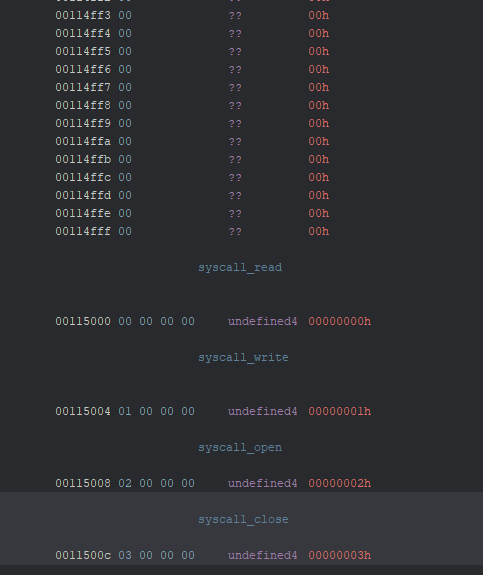 00114ff3 00 ?? 00h
00114ff4 00 ?? 00h
00114ff5 00 ?? 00h
00114ff6 00 ?? 00h
00114ff7 00 ?? 00h
00114ff8 00 ?? 00h
00114ff9 00 ?? 00h
00114ffa 00 ?? 00h
00114ffb 00 ?? 00h
00114ffc 00 ?? 00h
00114ffd 00 ?? 00h
00114ffe 00 ?? 00h
00114fff 00 ?? 00h
syscall_read
00115000 00 00 00 00 undefined4 00000000h
syscall_write
00115004 01 00 00 00 undefined4 00000001h
syscall_open
00115008 02 00 00 00 undefined4 00000002h
syscall_close
0011500c 03 00 00 00 undefined4 00000003h